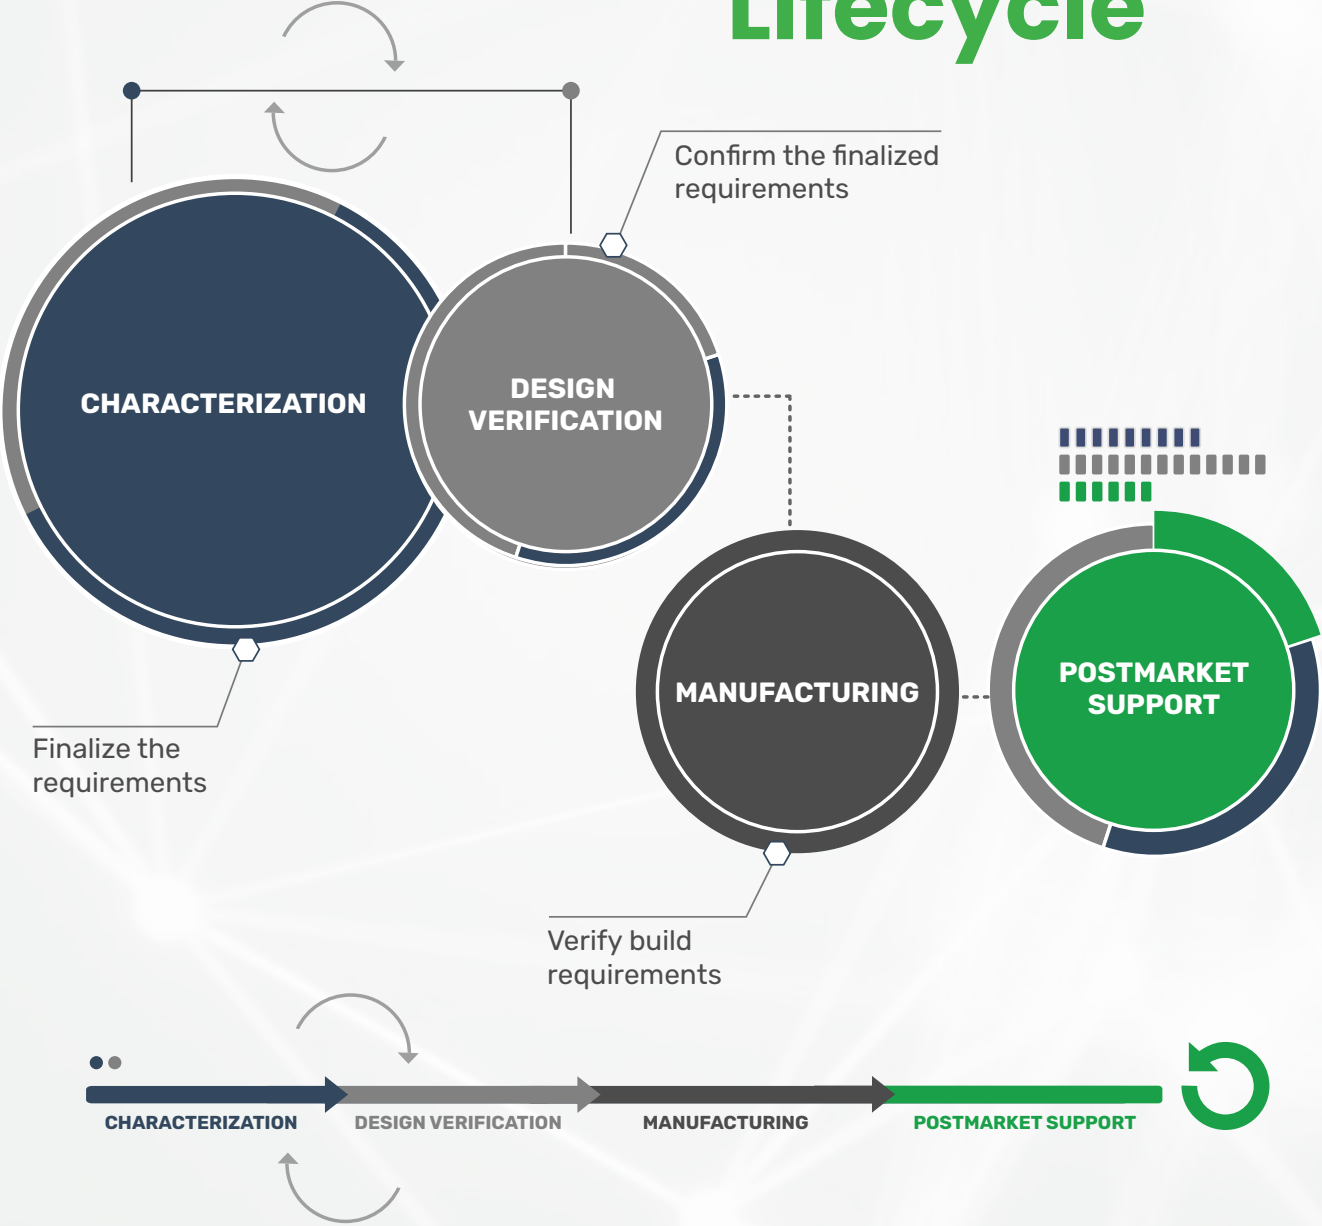 Lifecycle
Confirm the finalized
requirements
CHARACTERIZATION
DESIGN
VERIFICATION
POSTMARKET
SUPPORT
MANUFACTURING
Finalize the
requirements
Verify build
requirements
CHARACTERIZATION
DESIGN VERIFICATION
MANUFACTURING
POSTMARKET SUPPORT